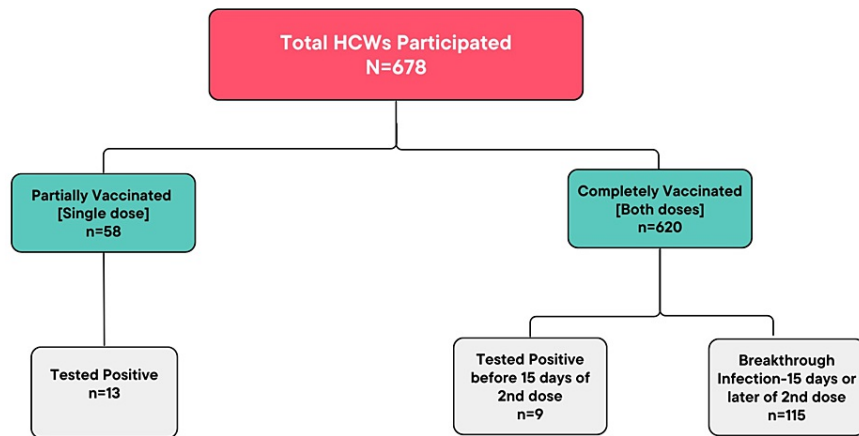 Total HCWs Participated
N=678
Partially Vaccinated
[Single dose]
n=58
Completely Vaccinated
[Both doses]
n=620
Tested Positive
n=13
Tested Positive
before 15 days of
2nd dose
n=9
Breakthrough
Infection-15 days or
later of 2nd dose
n=115